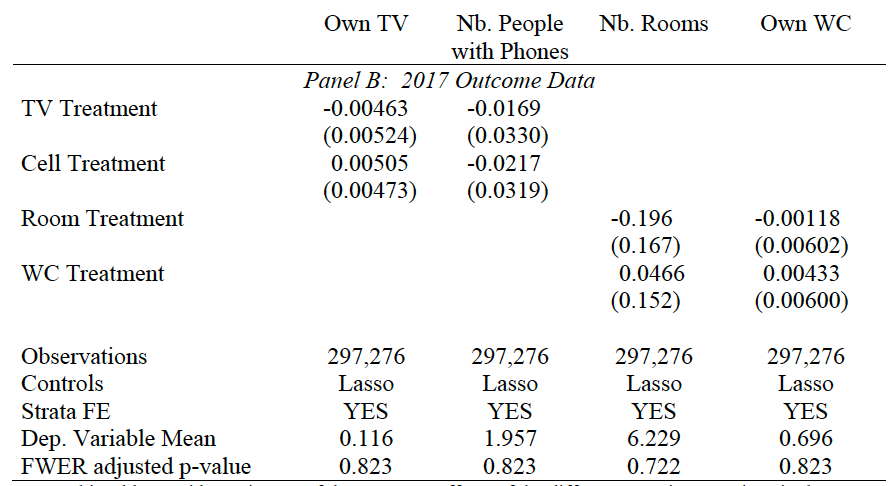 Own TV Nb. People Nb. Rooms Own WC
with Phones
Panel B: 2017 Outcome Data
TV Treatment -0.00463 -0.0169
(0.00524) (0.0330)
Cell Treatment 0.00505 -0.0217
(0.00473) (0.0319)
Room Treatment -0.196 -0.00118
(0.167) (0.00602)
WC Treatment 0.0466 0.00433
(0.152) (0.00600)
Observations 297,276 297,276 297,276 297,276
Controls Lasso Lasso Lasso Lasso
Strata FE YES YES YES YES
Dep. Variable Mean 0.116 1.957 6.229 0.696
FWER adjusted p-value 0.823 0.823 0.722 0.823